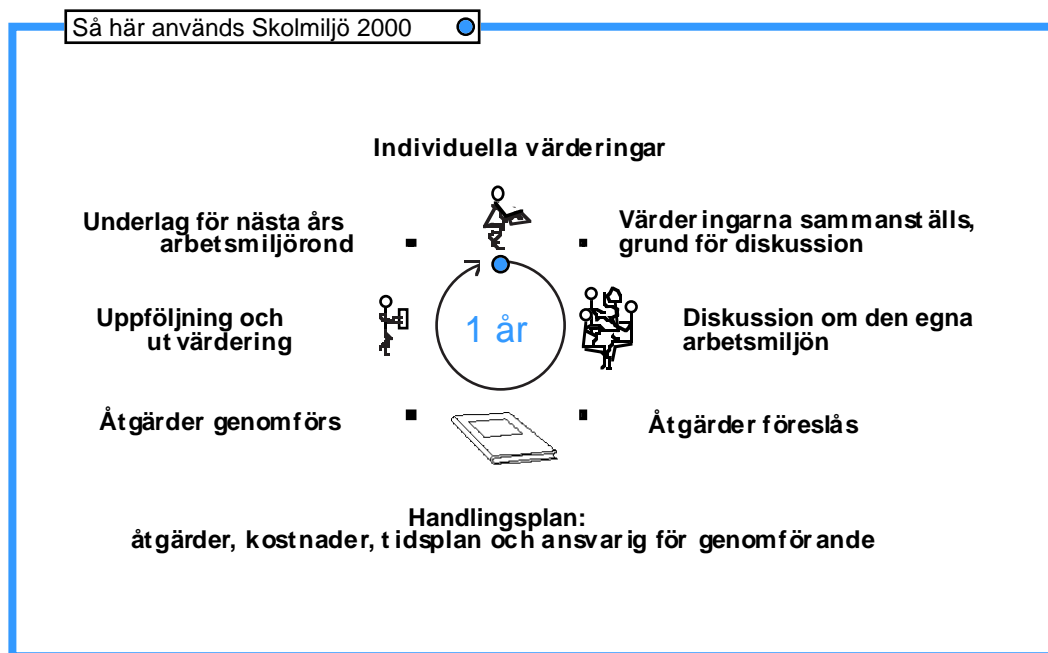 Så här används Skolmiljö 2000
Individuella värderingar
Underlag för nästa års
arbetsmiljörond
Värderingarna sammanställs,
grund för diskussion
Uppföljning och
utvärdering
1 år
Diskussion om den egna
arbetsmiljön
Åtgärder genomförs
Åtgärder föreslås
Handlingsplan:
åtgärder, kostnader, tidsplan och ansvarig för genomförande